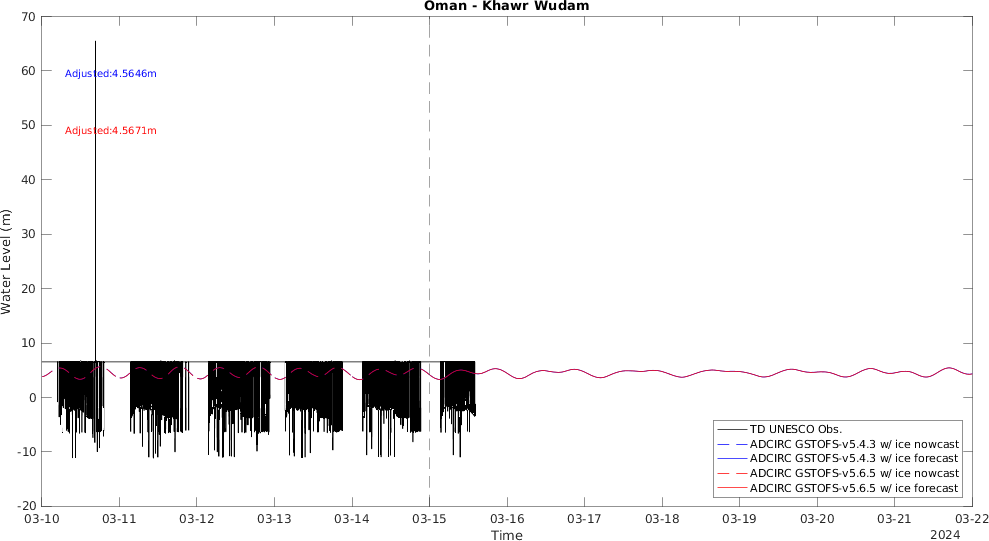 Oman - Khawr Wudam
70
60
50
40
30
20
10
0
-10
-20
Water Level (m)
Adjusted:4.5646m
Adjusted:4.5671m
TD UNESCO Obs.
ADCIRC GSTOFS-v5.4.3 w/ ice nowcast
ADCIRC GSTOFS-v5.4.3 w/ ice forecast
ADCIRC GSTOFS-v5.6.5 w/ ice nowcast
ADCIRC GSTOFS-v5.6.5 w/ ice forecast
03-10 03-11 03-12 03-13 03-14 03-15 03-16 03-17 03-18 03-19 03-20 03-21 03-22
Time
2024